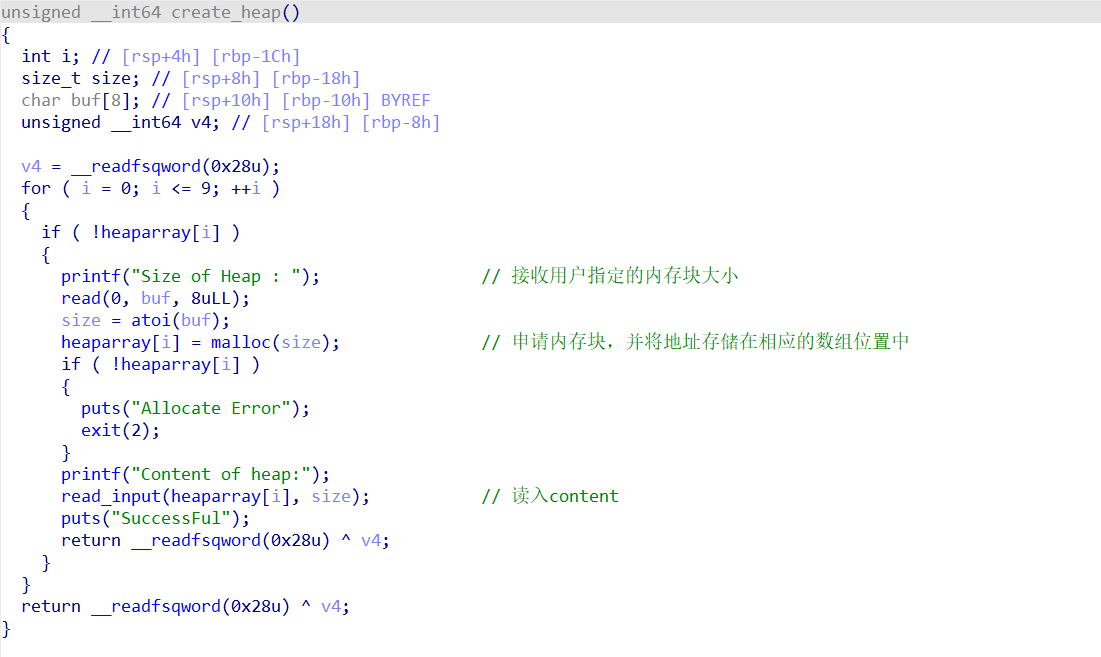 unsigned __int64 create_heap()
{
  int i; // [rsp+4h] [rbp-1Ch]
  size_t size; // [rsp+8h] [rbp-18h]
  char buf[8]; // [rsp+10h] [rbp-10h] BYREF
  unsigned __int64 v4; // [rsp+18h] [rbp-8h]

  v4 = __readfsqword(0x28u);
  for ( i = 0; i <= 9; ++i )
  {
    if ( !heaparray[i] )
    {
      printf("Size of Heap : ");                // 接收用户指定的内存块大小
      read(0, buf, 8uLL);
      size = atoi(buf);
      heaparray[i] = malloc(size);              // 申请内存块，并将地址存储在相应的数组位置中
      if ( !heaparray[i] )
      {
        puts("Allocate Error");
        exit(2);
      }
      printf("Content of heap:");
      read_input(heaparray[i], size);           // 读入content
      puts("SuccessFul");
      return __readfsqword(0x28u) ^ v4;
    }
  }
  return __readfsqword(0x28u) ^ v4;
}